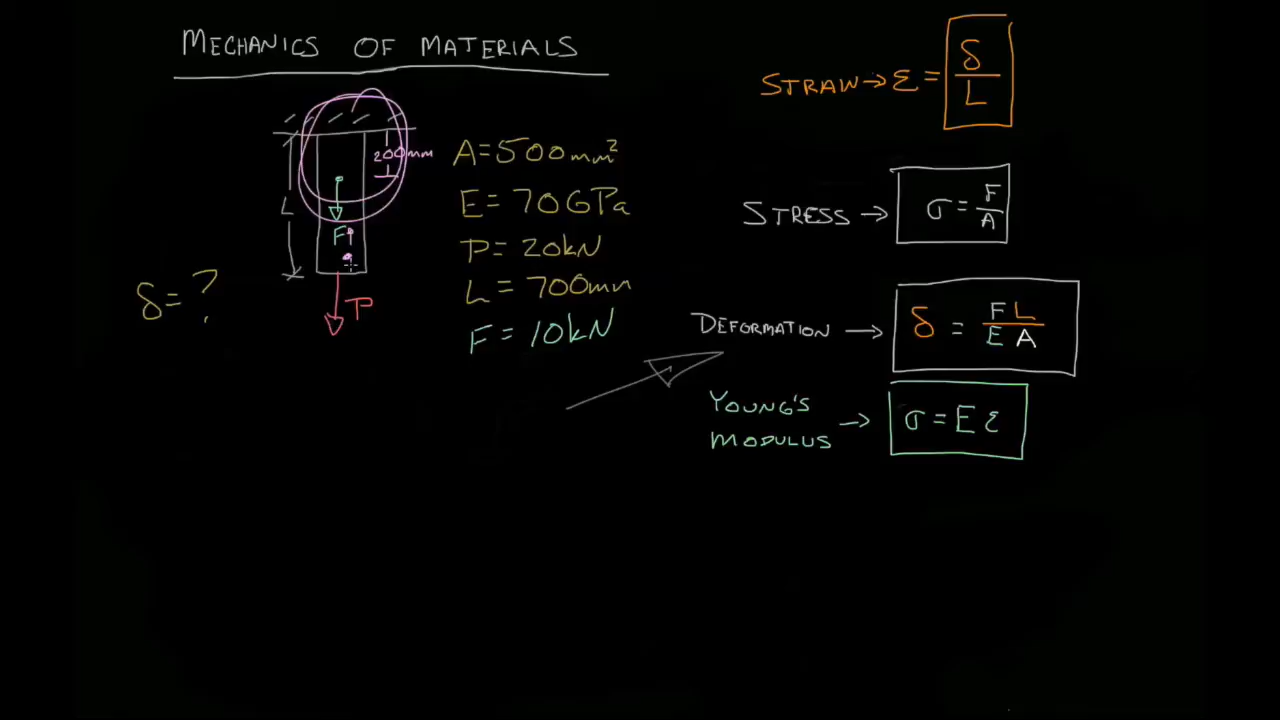 MECHANICS OF MATERIALS
200mm
L
F
P
δ = ?
A = 500mm²
E = 70GPa
P = 20kN
L = 700mm
F = 10kN
STRAIN → ε = δ/L
STRESS → σ = F/A
DEFORMATION → δ = FL/EA
YOUNG'S
MODULUS → σ = Eε